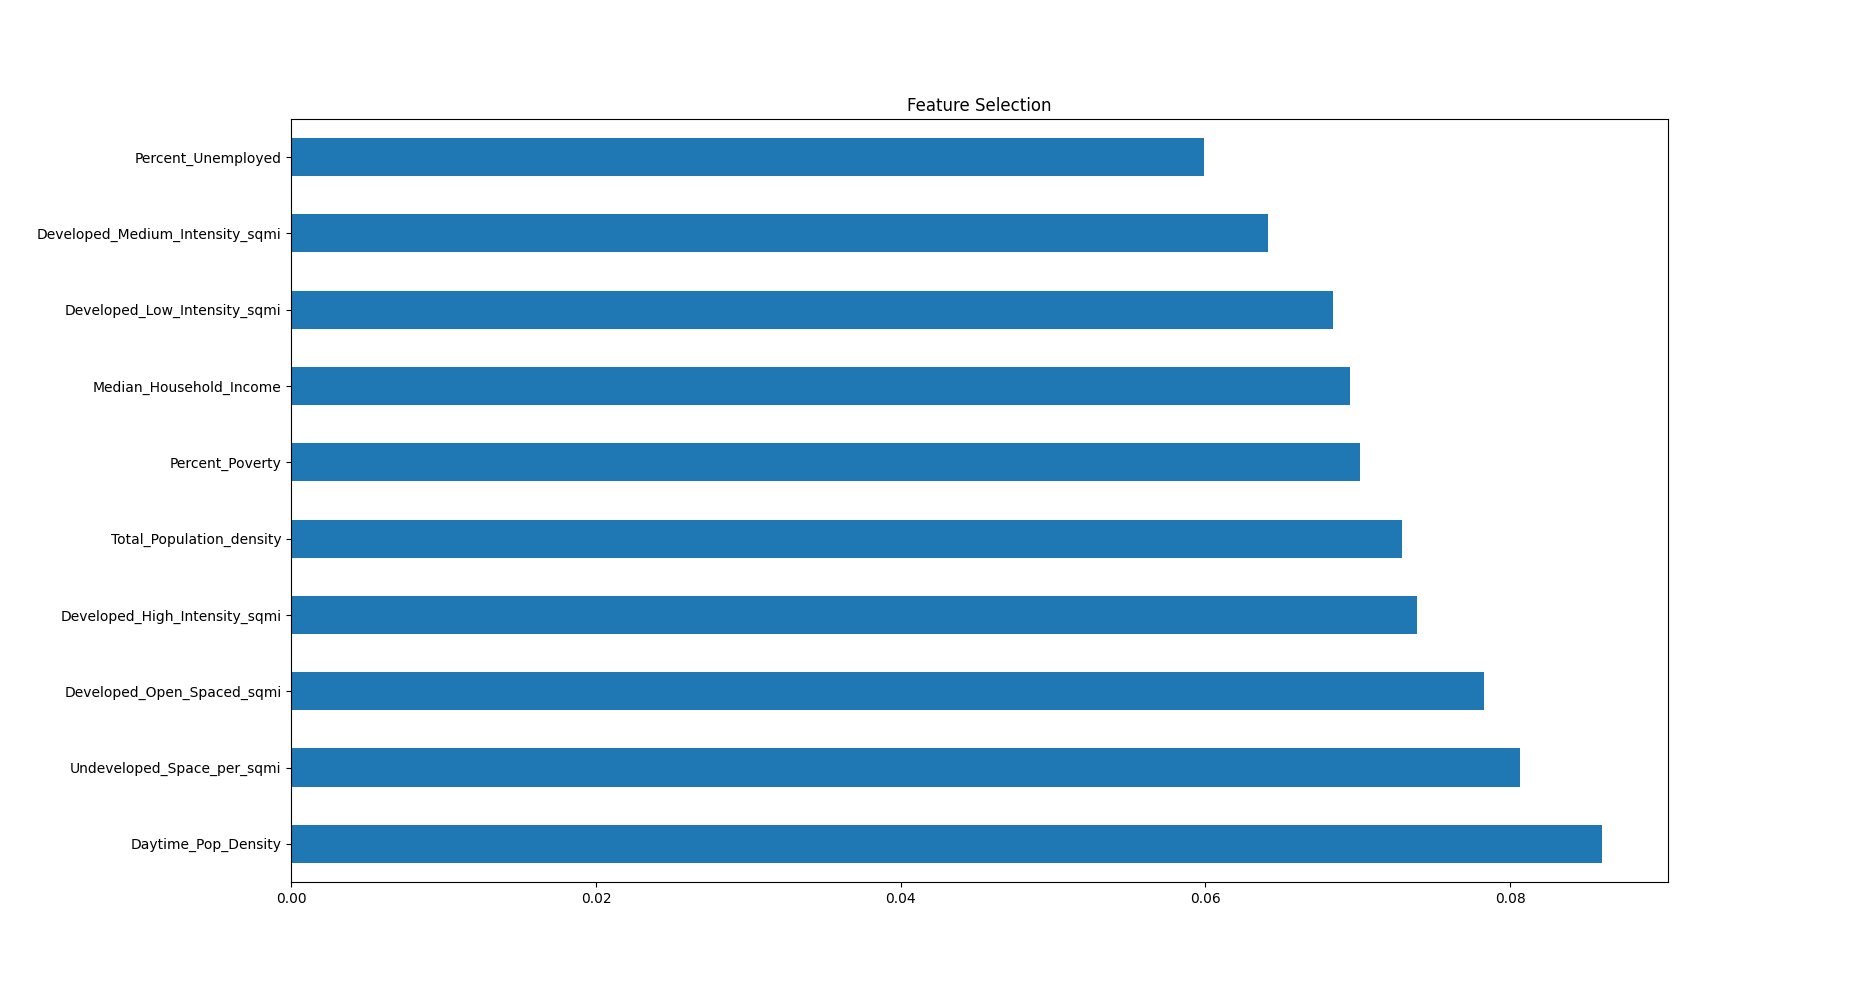 Feature Selection
Percent_Unemployed
Developed_Medium_Intensity_sqmi
Developed_Low_Intensity_sqmi
Median_Household_Income
Percent_Poverty
Total_Population_density
Developed_High_Intensity_sqmi
Developed_Open_Spaced_sqmi
Undeveloped_Space_per_sqmi
Daytime_Pop_Density
0.00 0.02 0.04 0.06 0.08